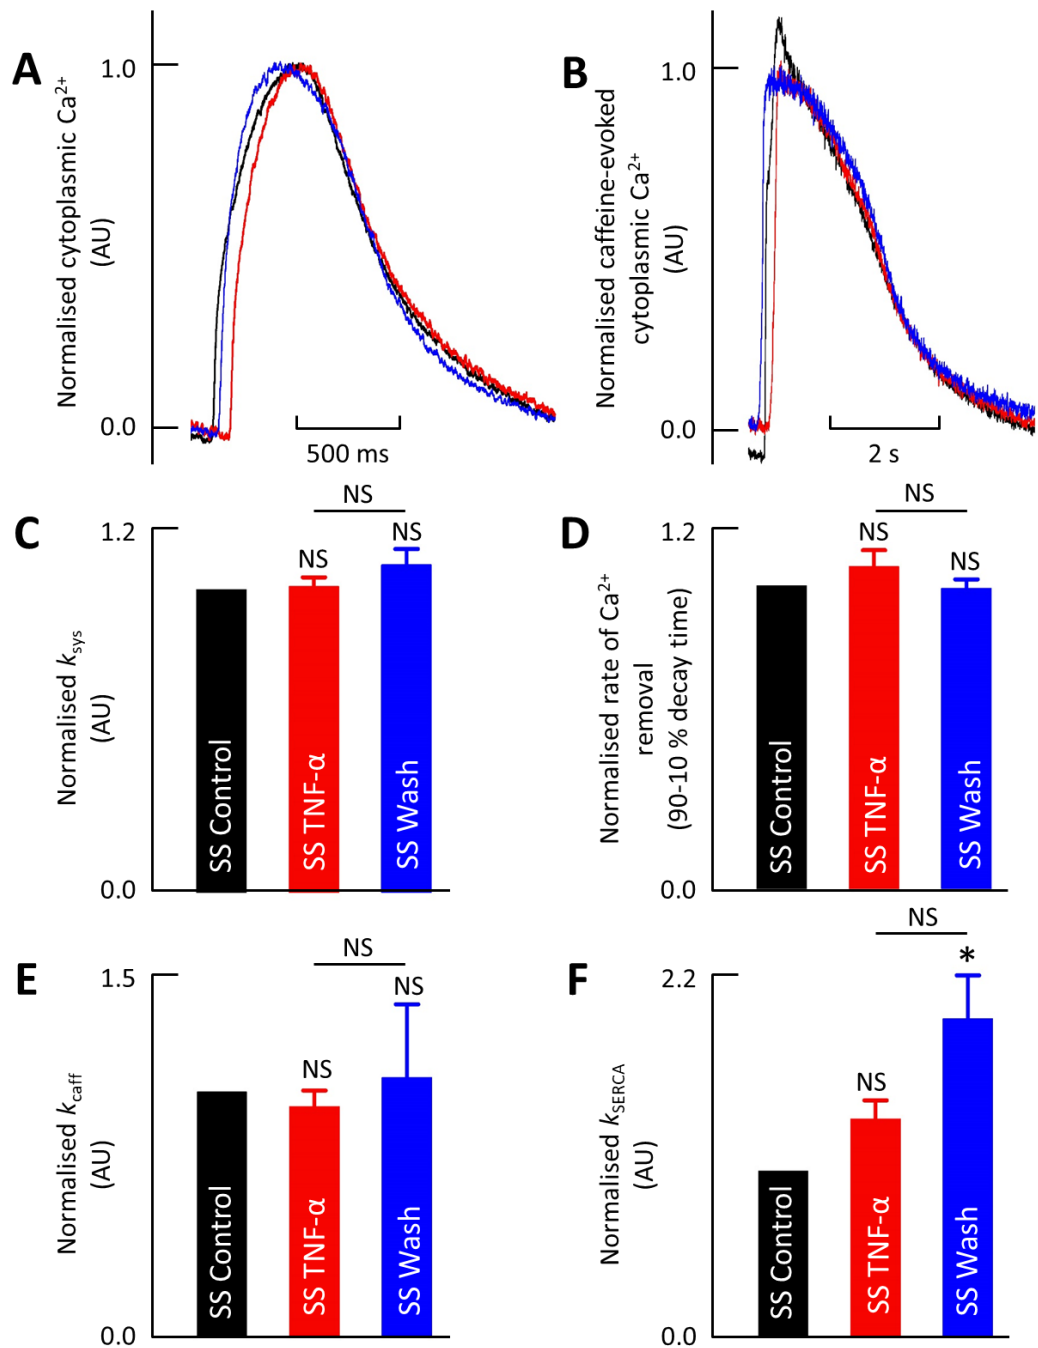 A
Normalised cytoplasmic Ca²⁺
(AU)
1.0
0.0
500 ms
B
Normalised caffeine-evoked
cytoplasmic Ca²⁺
(AU)
1.0
0.0
2 s
C
Normalised ksys
(AU)
1.2
0.0
NS
NS
NS
SS Control
SS TNF-α
SS Wash
D
Normalised rate of Ca²⁺
removal
(90-10 % decay time)
1.2
0.0
NS
NS
NS
SS Control
SS TNF-α
SS Wash
E
Normalised kcaff
(AU)
1.5
0.0
NS
NS
NS
SS Control
SS TNF-α
SS Wash
F
Normalised kSERCA
(AU)
2.2
0.0
NS
*
NS
SS Control
SS TNF-α
SS Wash